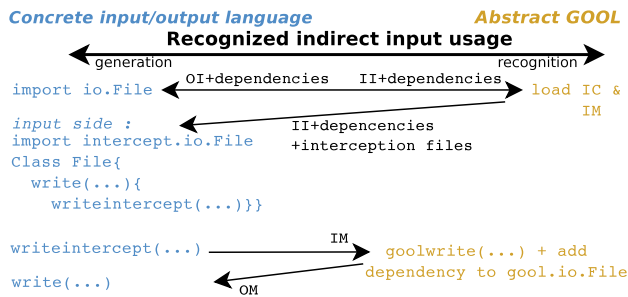 Concrete input/output language Abstract GOOL
Recognized indirect input usage
generation recognition
OI+dependencies II+dependencies
import io.File load IC &
IM
input side :
II+depencencies
import intercept.io.File
+interception files
Class File{
write(...){
writeintercept(...)}}
IM
writeintercept(...) goolwrite(...) + add
dependency to gool.io.File
write(...)
OM